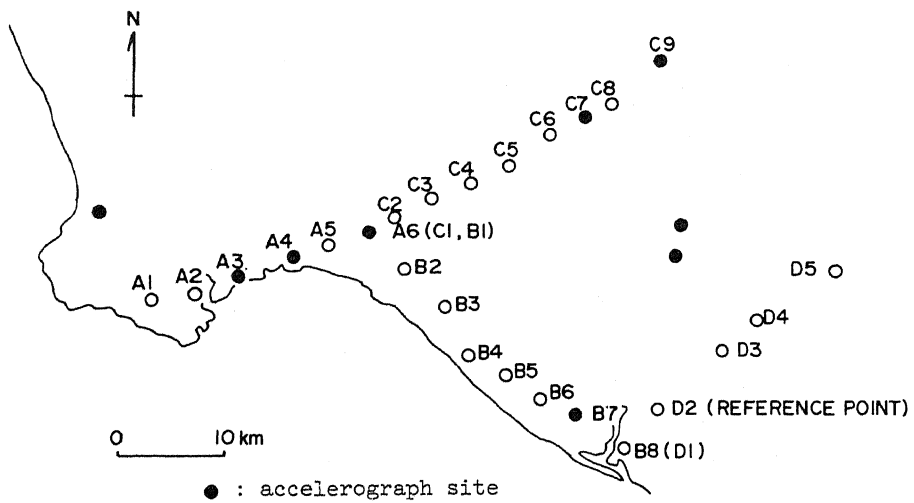 N
C9
C8
C7
C6
C5
C4
C3
C2
A6 (C1, B1)
A5
A4
A3
A2
A1
B2
B3
B4
B5
B6
B7
B8 (D1)
D5
D4
D3
D2 (REFERENCE POINT)
0 10 km
● : accelerograph site